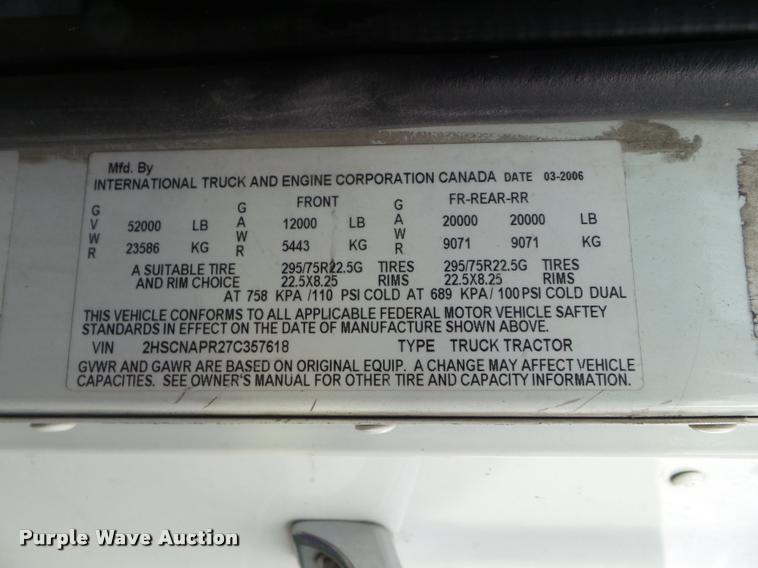 Mfd. By
INTERNATIONAL TRUCK AND ENGINE CORPORATION CANADA DATE 03-2006
GVWR 52000 LB 23586 KG
GAWR FRONT 12000 LB 5443 KG
GAWR FR-REAR-RR 20000 20000 LB 9071 9071 KG
A SUITABLE TIRE 295/75R22.5G TIRES 295/75R22.5G TIRES
AND RIM CHOICE 22.5X8.25 RIMS 22.5X8.25 RIMS
AT 758 KPA /110 PSI COLD AT 689 KPA / 100 PSI COLD DUAL
THIS VEHICLE CONFORMS TO ALL APPLICABLE FEDERAL MOTOR VEHICLE SAFTEY
STANDARDS IN EFFECT ON THE DATE OF MANUFACTURE SHOWN ABOVE.
VIN 2HSCNAPR27C357618 TYPE TRUCK TRACTOR
GVWR AND GAWR ARE BASED ON ORIGINAL EQUIP. A CHANGE MAY AFFECT VEHICLE
CAPACITIES. SEE OWNER'S MANUAL FOR OTHER TIRE AND CAPACITY INFORMATION.
Purple Wave Auction